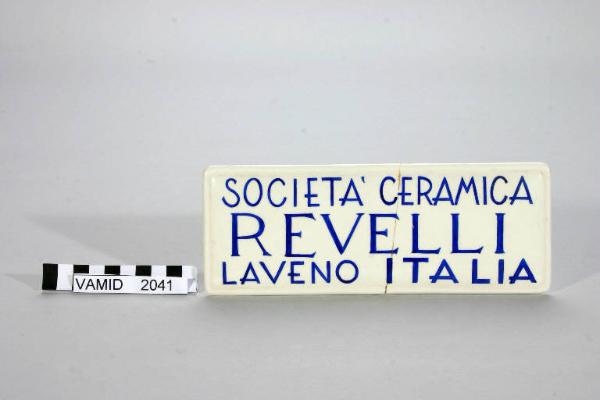 SOCIETA' CERAMICA
REVELLI
LAVENO ITALIA
VAMID 2041